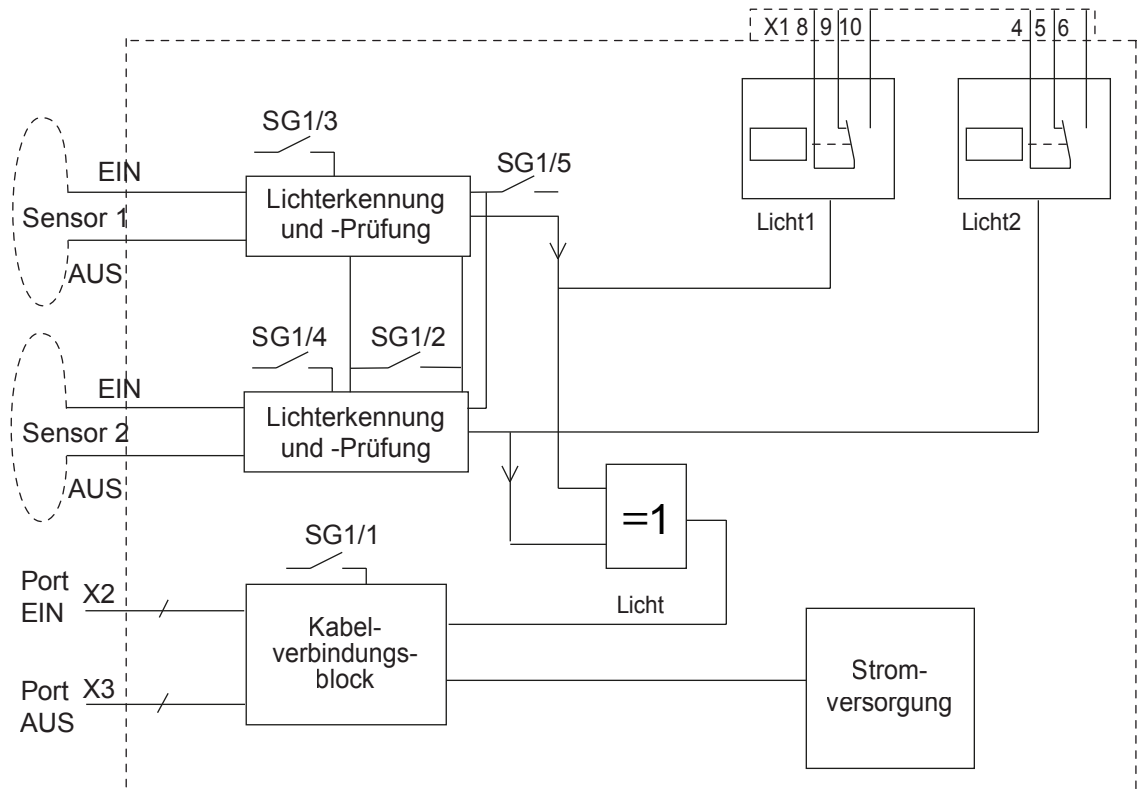 X1 8 9 10
4 5 6
SG1/3
SG1/5
EIN
Sensor 1
AUS
Lichterkennung
und -Prüfung
Licht1
Licht2
SG1/4
SG1/2
EIN
Sensor 2
AUS
Lichterkennung
und -Prüfung
=1
SG1/1
Port
EIN
X2
Licht
Kabel-
verbindungs-
block
Strom-
versorgung
Port
AUS
X3